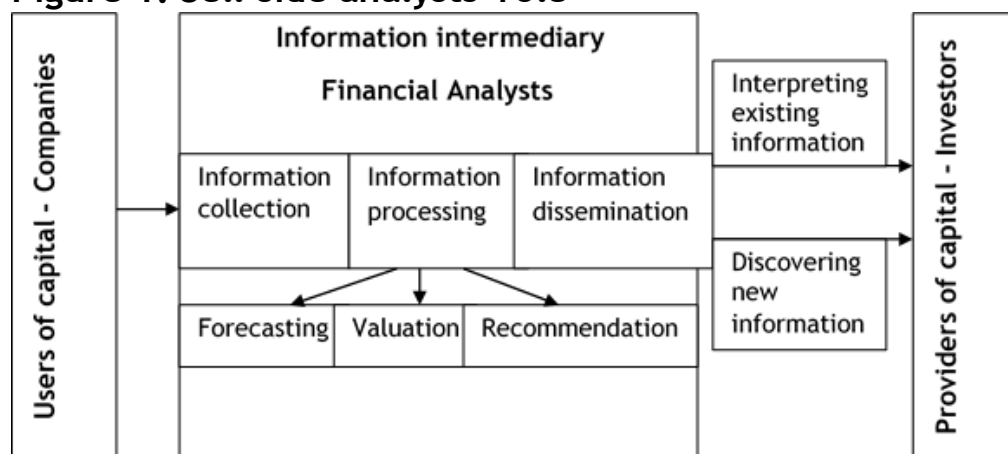 Users of capital - Companies
Information intermediary
Financial Analysts
Information
collection
Information
processing
Information
dissemination
Forecasting
Valuation
Recommendation
Interpreting
existing
information
Discovering
new
information
Providers of capital - Investors